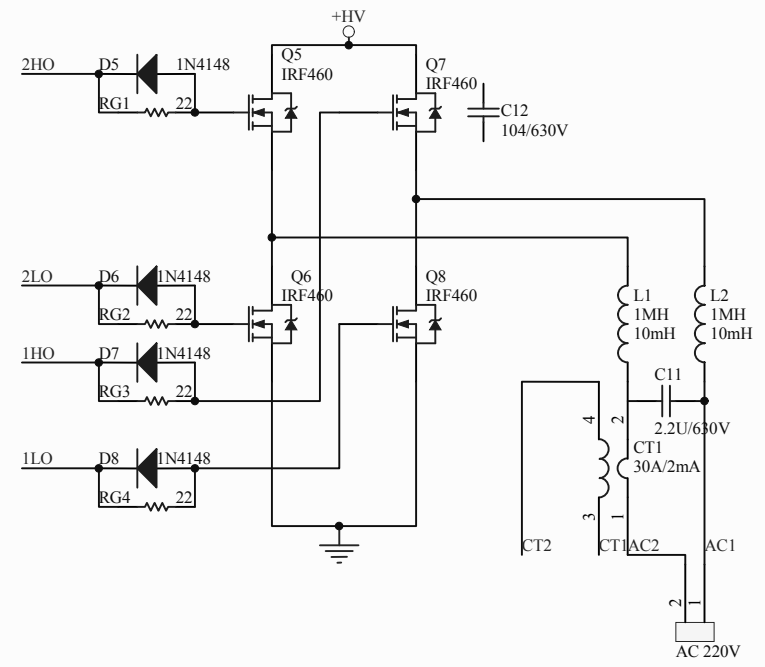 +HV
2HO
D5
1N4148
RG1
22
Q5
IRF460
Q7
IRF460
C12
104/630V
2LO
D6
1N4148
RG2
22
Q6
IRF460
Q8
IRF460
1HO
D7
1N4148
RG3
22
1LO
D8
1N4148
RG4
22
L1
1MH
10mH
L2
1MH
10mH
C11
2.2U/630V
4
2
CT1
30A/2mA
3
1
CT2
CT1
AC2
AC1
2
1
AC 220V